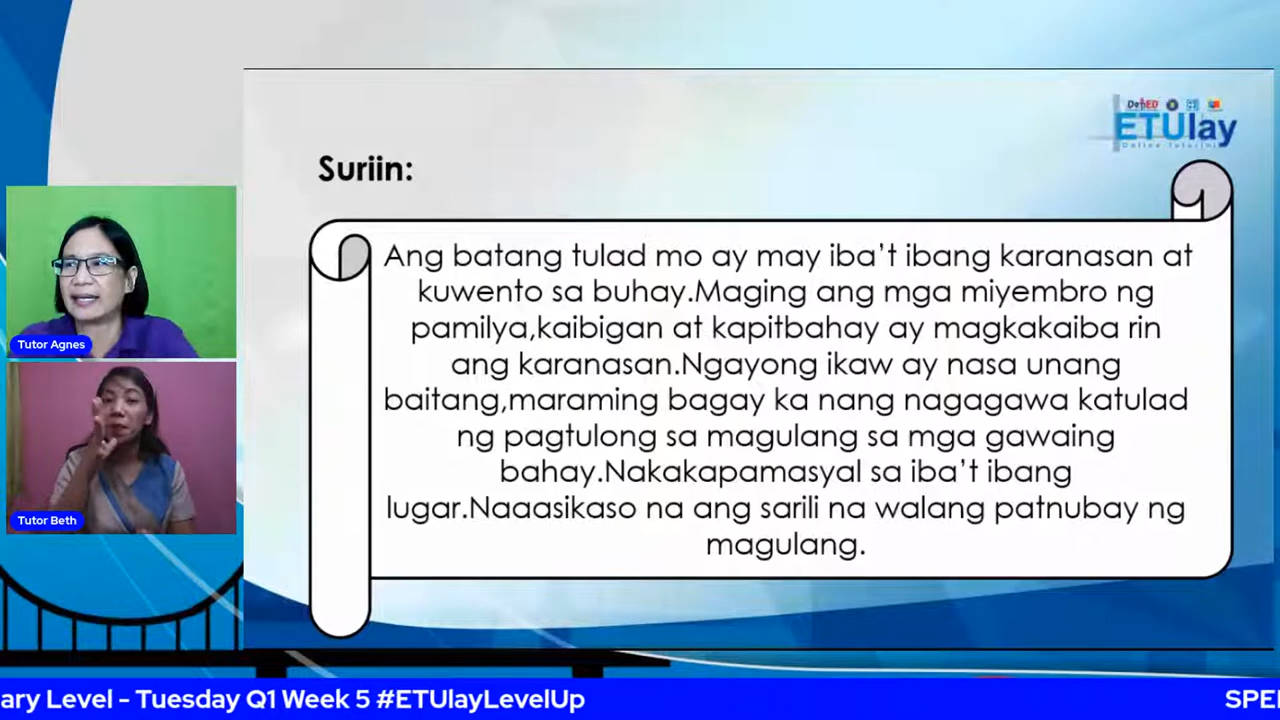 DepED
ETUlay
Online Tutorial
Suriin:
Ang batang tulad mo ay may iba't ibang karanasan at
kuwento sa buhay.Maging ang mga miyembro ng
pamilya,kaibigan at kapitbahay ay magkakaiba rin
ang karanasan.Ngayong ikaw ay nasa unang
baitang,maraming bagay ka nang nagagawa katulad
ng pagtulong sa magulang sa mga gawaing
bahay.Nakakapamasyal sa iba't ibang
lugar.Naaasikaso na ang sarili na walang patnubay ng
magulang.
Tutor Agnes
Tutor Beth
ary Level - Tuesday Q1 Week 5 #ETUlayLevelUp
SPE